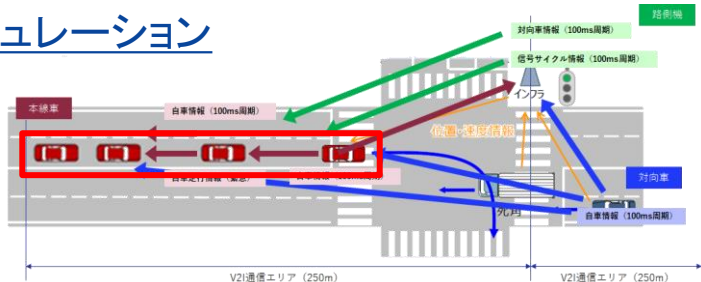 ュレーション
路側機
対向車情報（100ms周期）
信号サイクル情報（100ms周期）
インフラ
本線車
自車情報（100ms周期）
位置・速度情報
自車走行情報（緊急）
対向車
死角
自車情報（100ms周期）
V2I通信エリア（250m）
V2I通信エリア（250m）